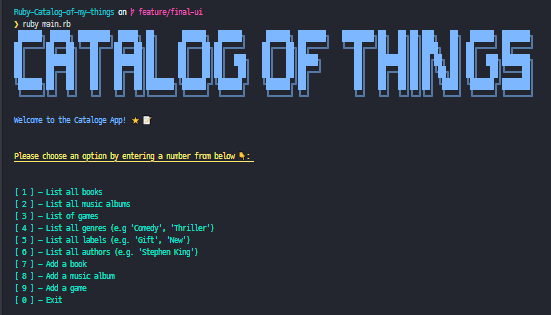 Ruby-Catalog-of-my-things on feature/final-ui
❯ ruby main.rb
CATALOG OF THINGS
Welcome to the Cataloge App! ⭐ 📝
Please choose an option by entering a number from below 👇:
[ 1 ] - List all books
[ 2 ] - List all music albums
[ 3 ] - List of games
[ 4 ] - List all genres (e.g 'Comedy', 'Thriller')
[ 5 ] - List all labels (e.g. 'Gift', 'New')
[ 6 ] - List all authors (e.g. 'Stephen King')
[ 7 ] - Add a book
[ 8 ] - Add a music album
[ 9 ] - Add a game
[ 0 ] - Exit